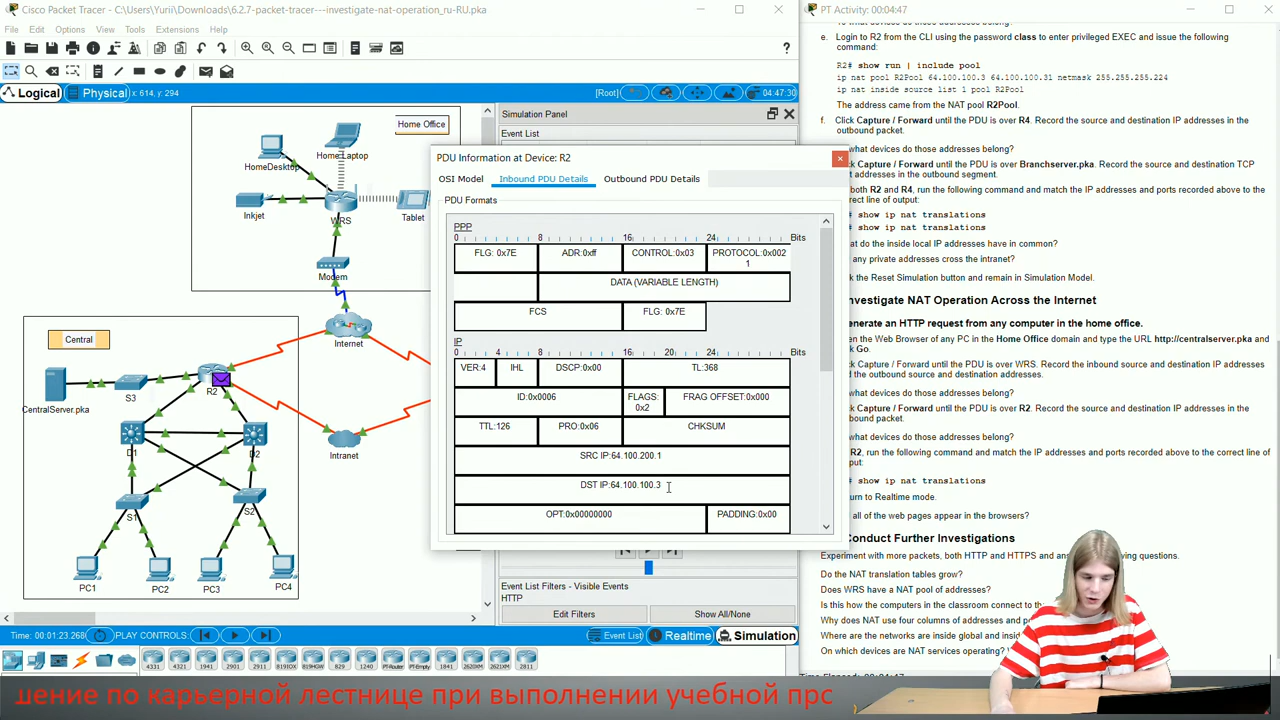 Cisco Packet Tracer - C:\Users\Yurii\Downloads\6.2.7-packet-tracer---investigate-nat-operation_ru-RU.pka
File Edit Options View Tools Extensions Window Help
?
Logical Physical x: 614, y: 294
[Root] 04:47:30
Home Office
Home Laptop
HomeDesktop
Inkjet
WRS
Tablet
Modem
Central
Internet
R2
S3
CentralServer.pka
D1
D2
Intranet
S1
S2
PC1
PC2
PC3
PC4
Simulation Panel
Event List
PDU Information at Device: R2
OSI Model Inbound PDU Details Outbound PDU Details
PDU Formats
PPP
0 8 16 24 Bits
FLG: 0x7E ADR:0xff CONTROL:0x03 PROTOCOL:0x002
1
DATA (VARIABLE LENGTH)
FCS FLG: 0x7E
IP
0 4 8 16 20 24 Bits
VER:4 IHL DSCP:0x00 TL:368
ID:0x0006 FLAGS:
0x2 FRAG OFFSET:0x000
TTL:126 PRO:0x06 CHKSUM
SRC IP:64.100.200.1
DST IP:64.100.100.3
OPT:0x00000000 PADDING:0x00
Event List Filters - Visible Events
HTTP
Edit Filters Show All/None
Time: 00:01:23.268 PLAY CONTROLS:
Event List Realtime Simulation
4331 4321 1941 2901 2911 819IOX 819HGW 829 1240 PT-Router PT-Empty 1841 2620XM 2621XM 2811
PT Activity: 00:04:47
e. Login to R2 from the CLI using the password class to enter privileged EXEC and issue the following
command:
R2# show run | include pool
ip nat pool R2Pool 64.100.100.3 64.100.100.31 netmask 255.255.255.224
ip nat inside source list 1 pool R2Pool
The address came from the NAT pool R2Pool.
f. Click Capture / Forward until the PDU is over R4. Record the source and destination IP addresses in the
outbound packet.
what devices do those addresses belong?
ck Capture / Forward until the PDU is over Branchserver.pka. Record the source and destination TCP
rt addresses in the outbound segment.
both R2 and R4, run the following command and match the IP addresses and ports recorded above to the
rrect line of output:
# show ip nat translations
# show ip nat translations
hat do the inside local IP addresses have in common?
any private addresses cross the intranet?
ck the Reset Simulation button and remain in Simulation Model.
nvestigate NAT Operation Across the Internet
enerate an HTTP request from any computer in the home office.
en the Web Browser of any PC in the Home Office domain and type the URL http://centralserver.pka and
ck Go.
ck Capture / Forward until the PDU is over WRS. Record the inbound source and destination IP addresses
d the outbound source and destination addresses.
what devices do those addresses belong?
ck Capture / Forward until the PDU is over R2. Record the source and destination IP addresses in the
bound packet.
what devices do those addresses belong?
R2, run the following command and match the IP addresses and ports recorded above to the correct line of
tput:
# show ip nat translations
turn to Realtime mode.
all of the web pages appear in the browsers?
Conduct Further Investigations
Experiment with more packets, both HTTP and HTTPS and ans wing questions.
Do the NAT translation tables grow?
Does WRS have a NAT pool of addresses?
Is this how the computers in the classroom connect to th
Why does NAT use four columns of addresses and p
Where are the networks are inside global and insid
On which devices are NAT services operating?
шение по карьерной лестнице при выполнении учебной прс